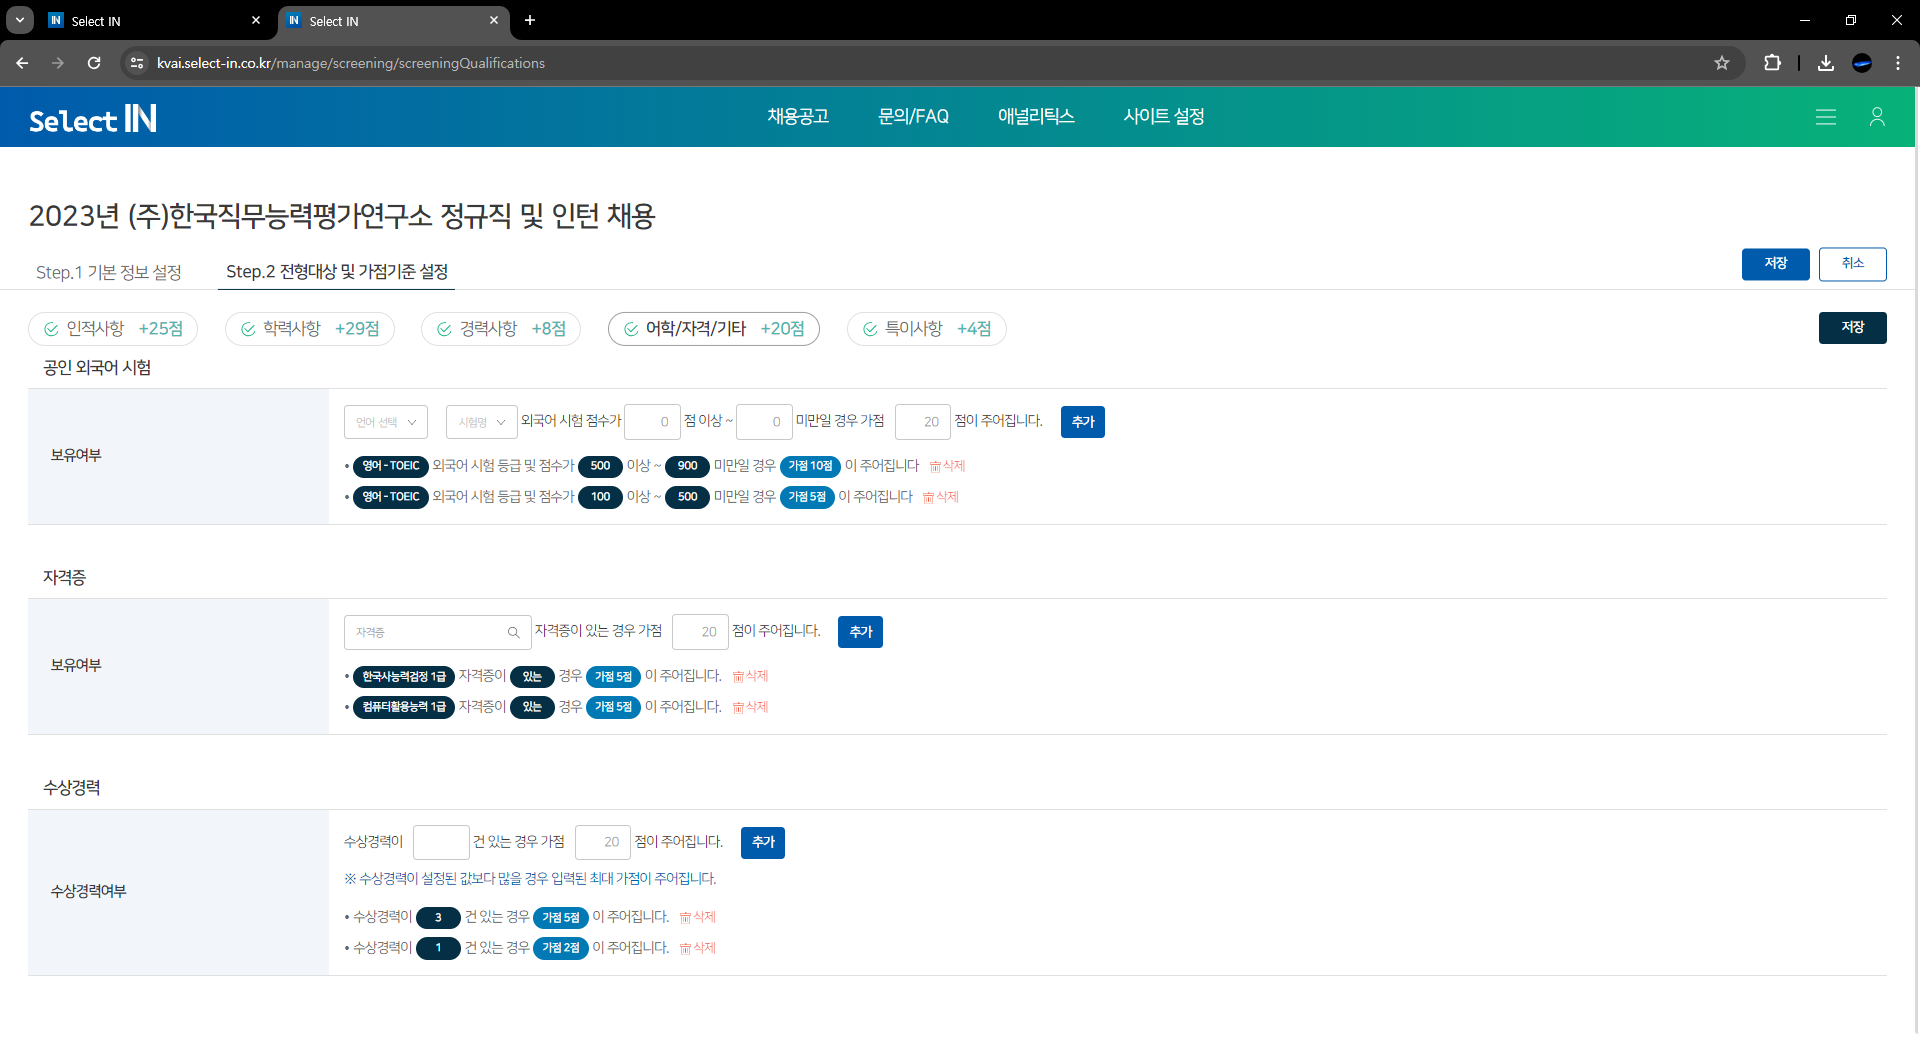 Select IN
Select IN
kvai.select-in.co.kr/manage/screening/screeningQualifications
Select IN 채용공고 문의/FAQ 애널리틱스 사이트 설정
2023년 (주)한국직무능력평가연구소 정규직 및 인턴 채용
Step.1 기본 정보 설정 Step.2 전형대상 및 가점기준 설정 저장 취소
인적사항 +25점 학력사항 +29점 경력사항 +8점 어학/자격/기타 +20점 특이사항 +4점 저장
공인 외국어 시험
보유여부
언어 선택 시험명 외국어 시험 점수가 0 점 이상 ~ 0 미만일 경우 가점 20 점이 주어집니다. 추가
• 영어 - TOEIC 외국어 시험 등급 및 점수가 500 이상 ~ 900 미만일 경우 가점 10점 이 주어집니다 삭제
• 영어 - TOEIC 외국어 시험 등급 및 점수가 100 이상 ~ 500 미만일 경우 가점 5점 이 주어집니다 삭제
자격증
보유여부
자격증 자격증이 있는 경우 가점 20 점이 주어집니다. 추가
• 한국사능력검정 1급 자격증이 있는 경우 가점 5점 이 주어집니다. 삭제
• 컴퓨터활용능력 1급 자격증이 있는 경우 가점 5점 이 주어집니다. 삭제
수상경력
수상경력여부
수상경력이 건 있는 경우 가점 20 점이 주어집니다. 추가
※ 수상경력이 설정된 값보다 많을 경우 입력된 최대 가점이 주어집니다.
• 수상경력이 3 건 있는 경우 가점 5점 이 주어집니다. 삭제
• 수상경력이 1 건 있는 경우 가점 2점 이 주어집니다. 삭제